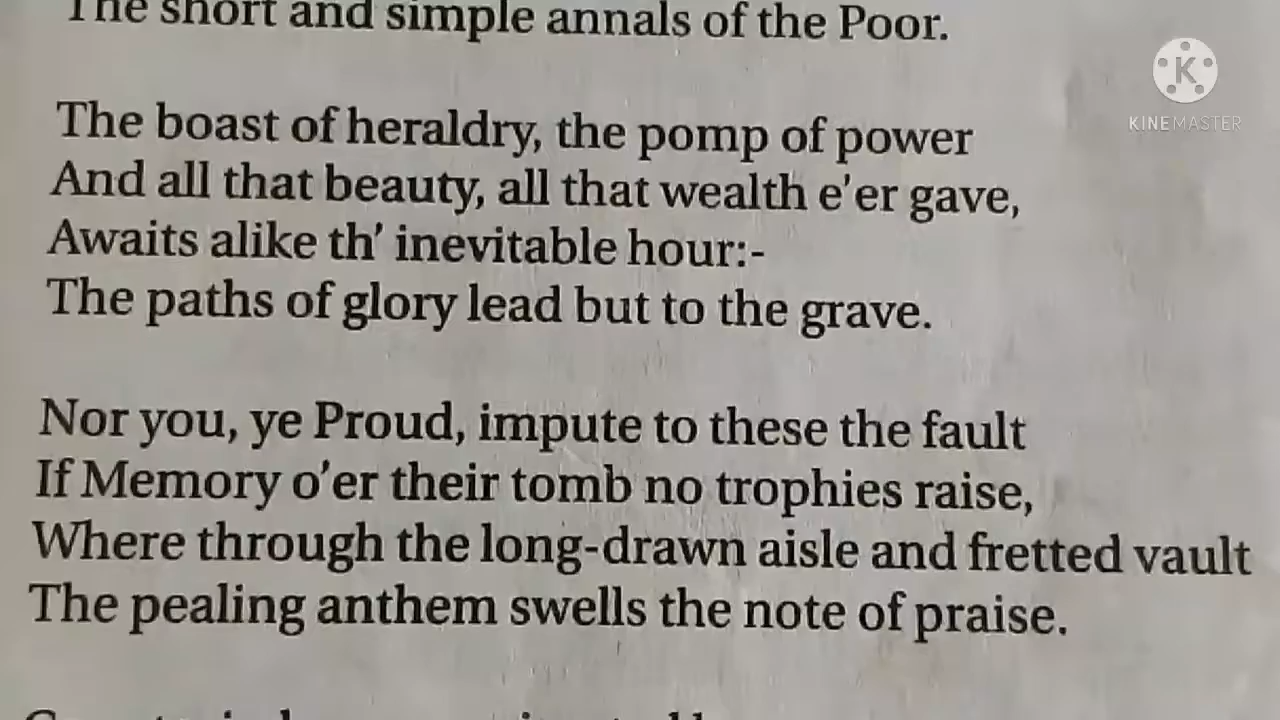 The short and simple annals of the Poor.
K
KINEMASTER
The boast of heraldry, the pomp of power
And all that beauty, all that wealth e'er gave,
Awaits alike th' inevitable hour:-
The paths of glory lead but to the grave.
Nor you, ye Proud, impute to these the fault
If Memory o'er their tomb no trophies raise,
Where through the long-drawn aisle and fretted vault
The pealing anthem swells the note of praise.